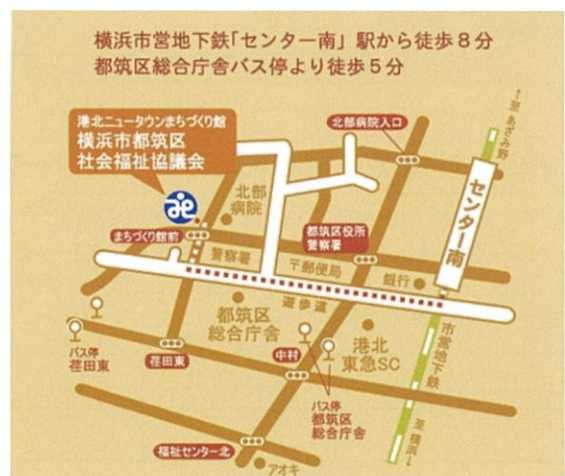 横浜市営地下鉄「センター南」駅から徒歩8分
都筑区総合庁舎バス停より徒歩5分
港北ニュータウンまちづくり館
横浜市都筑区
社会福祉協議会
北部病院入口
↑至 あざみ野
センター南
北部
病院
都筑区役所
警察署
まちづくり館前
警察署
〒郵便局
銀行
遊歩道
都筑区
総合庁舎
港北
東急SC
市営地下鉄
バス停
荏田東
荏田東
中村
バス停
都筑区
総合庁舎
至 横浜↓
福祉センター北
アオキ